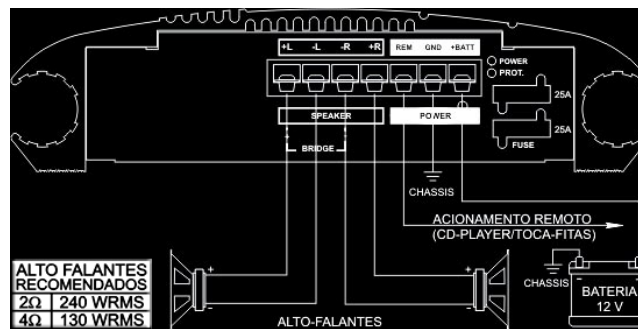 +L -L -R +R REM GND +BATT
POWER
PROT.
25A
SPEAKER POWER
25A
FUSE
+ -
BRIDGE
CHASSIS
ACIONAMENTO REMOTO
(CD-PLAYER/TOCA-FITAS)
ALTO FALANTES
RECOMENDADOS
2Ω 240 WRMS
4Ω 130 WRMS
+ -
ALTO-FALANTES
+ -
CHASSIS
- +
BATERIA
12 V